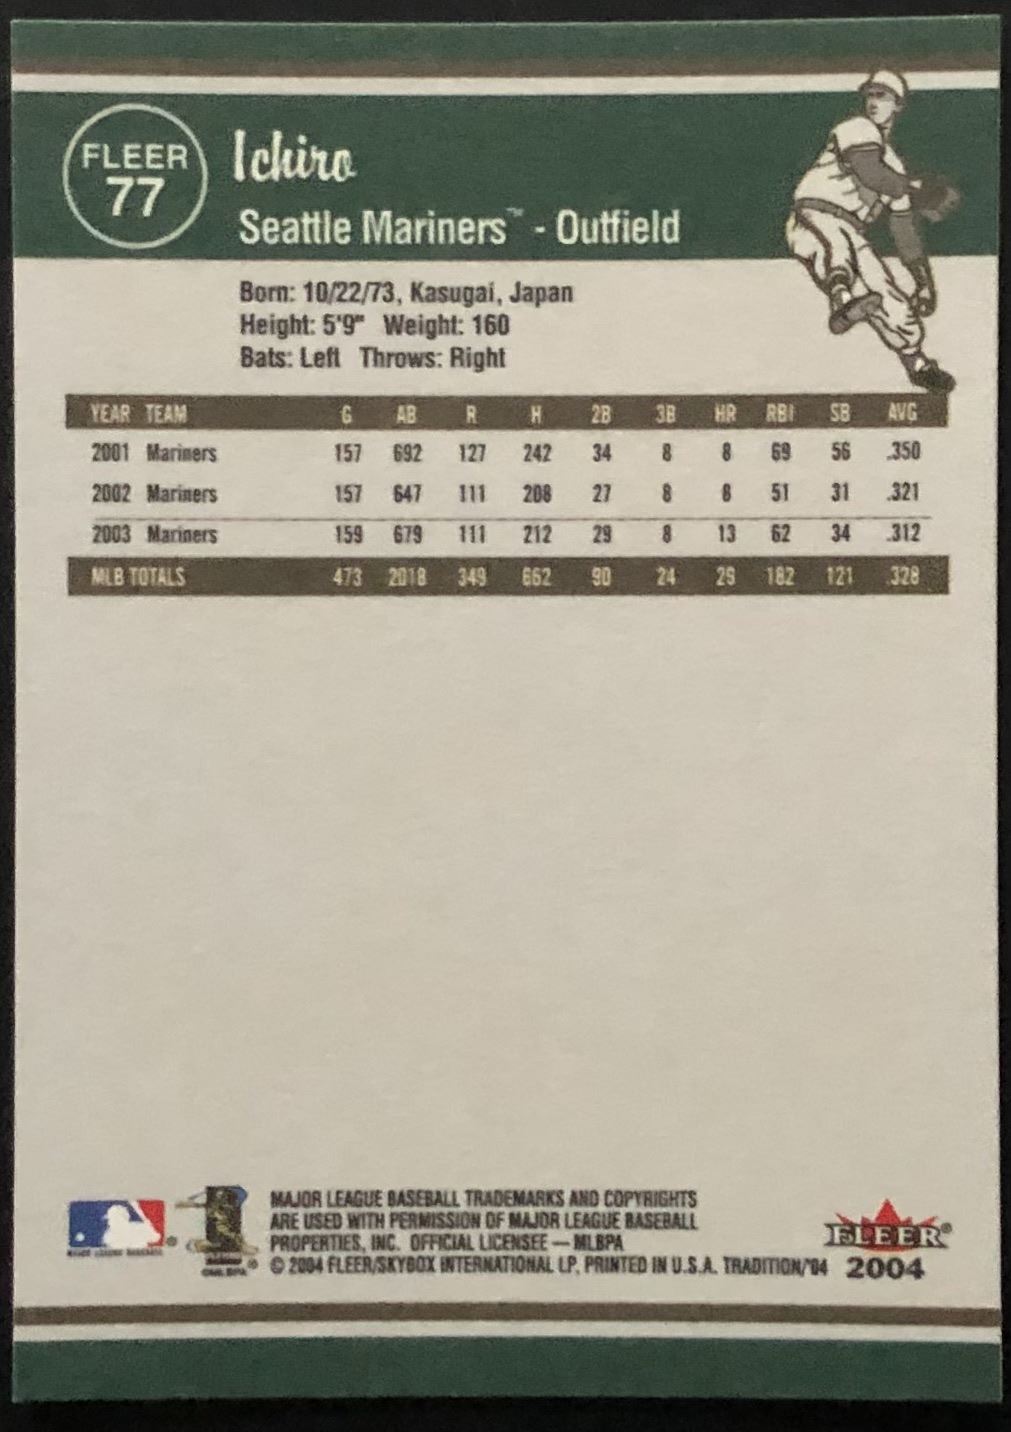 FLEER
77
Ichiro
Seattle Mariners™ - Outfield
Born: 10/22/73, Kasugai, Japan
Height: 5'9" Weight: 160
Bats: Left Throws: Right
YEAR TEAM G AB R H 2B 3B HR RBI SB AVG
2001 Mariners 157 692 127 242 34 8 8 69 56 .350
2002 Mariners 157 647 111 208 27 8 8 51 31 .321
2003 Mariners 159 679 111 212 29 8 13 62 34 .312
MLB TOTALS 473 2018 349 662 90 24 29 182 121 .328
MAJOR LEAGUE BASEBALL TRADEMARKS AND COPYRIGHTS
ARE USED WITH PERMISSION OF MAJOR LEAGUE BASEBALL
PROPERTIES, INC. OFFICIAL LICENSEE — MLBPA
© 2004 FLEER/SKYBOX INTERNATIONAL LP, PRINTED IN U.S.A. TRADITION/'04
MAJOR LEAGUE BASEBALL®
©MLBPA
FLEER®
2004